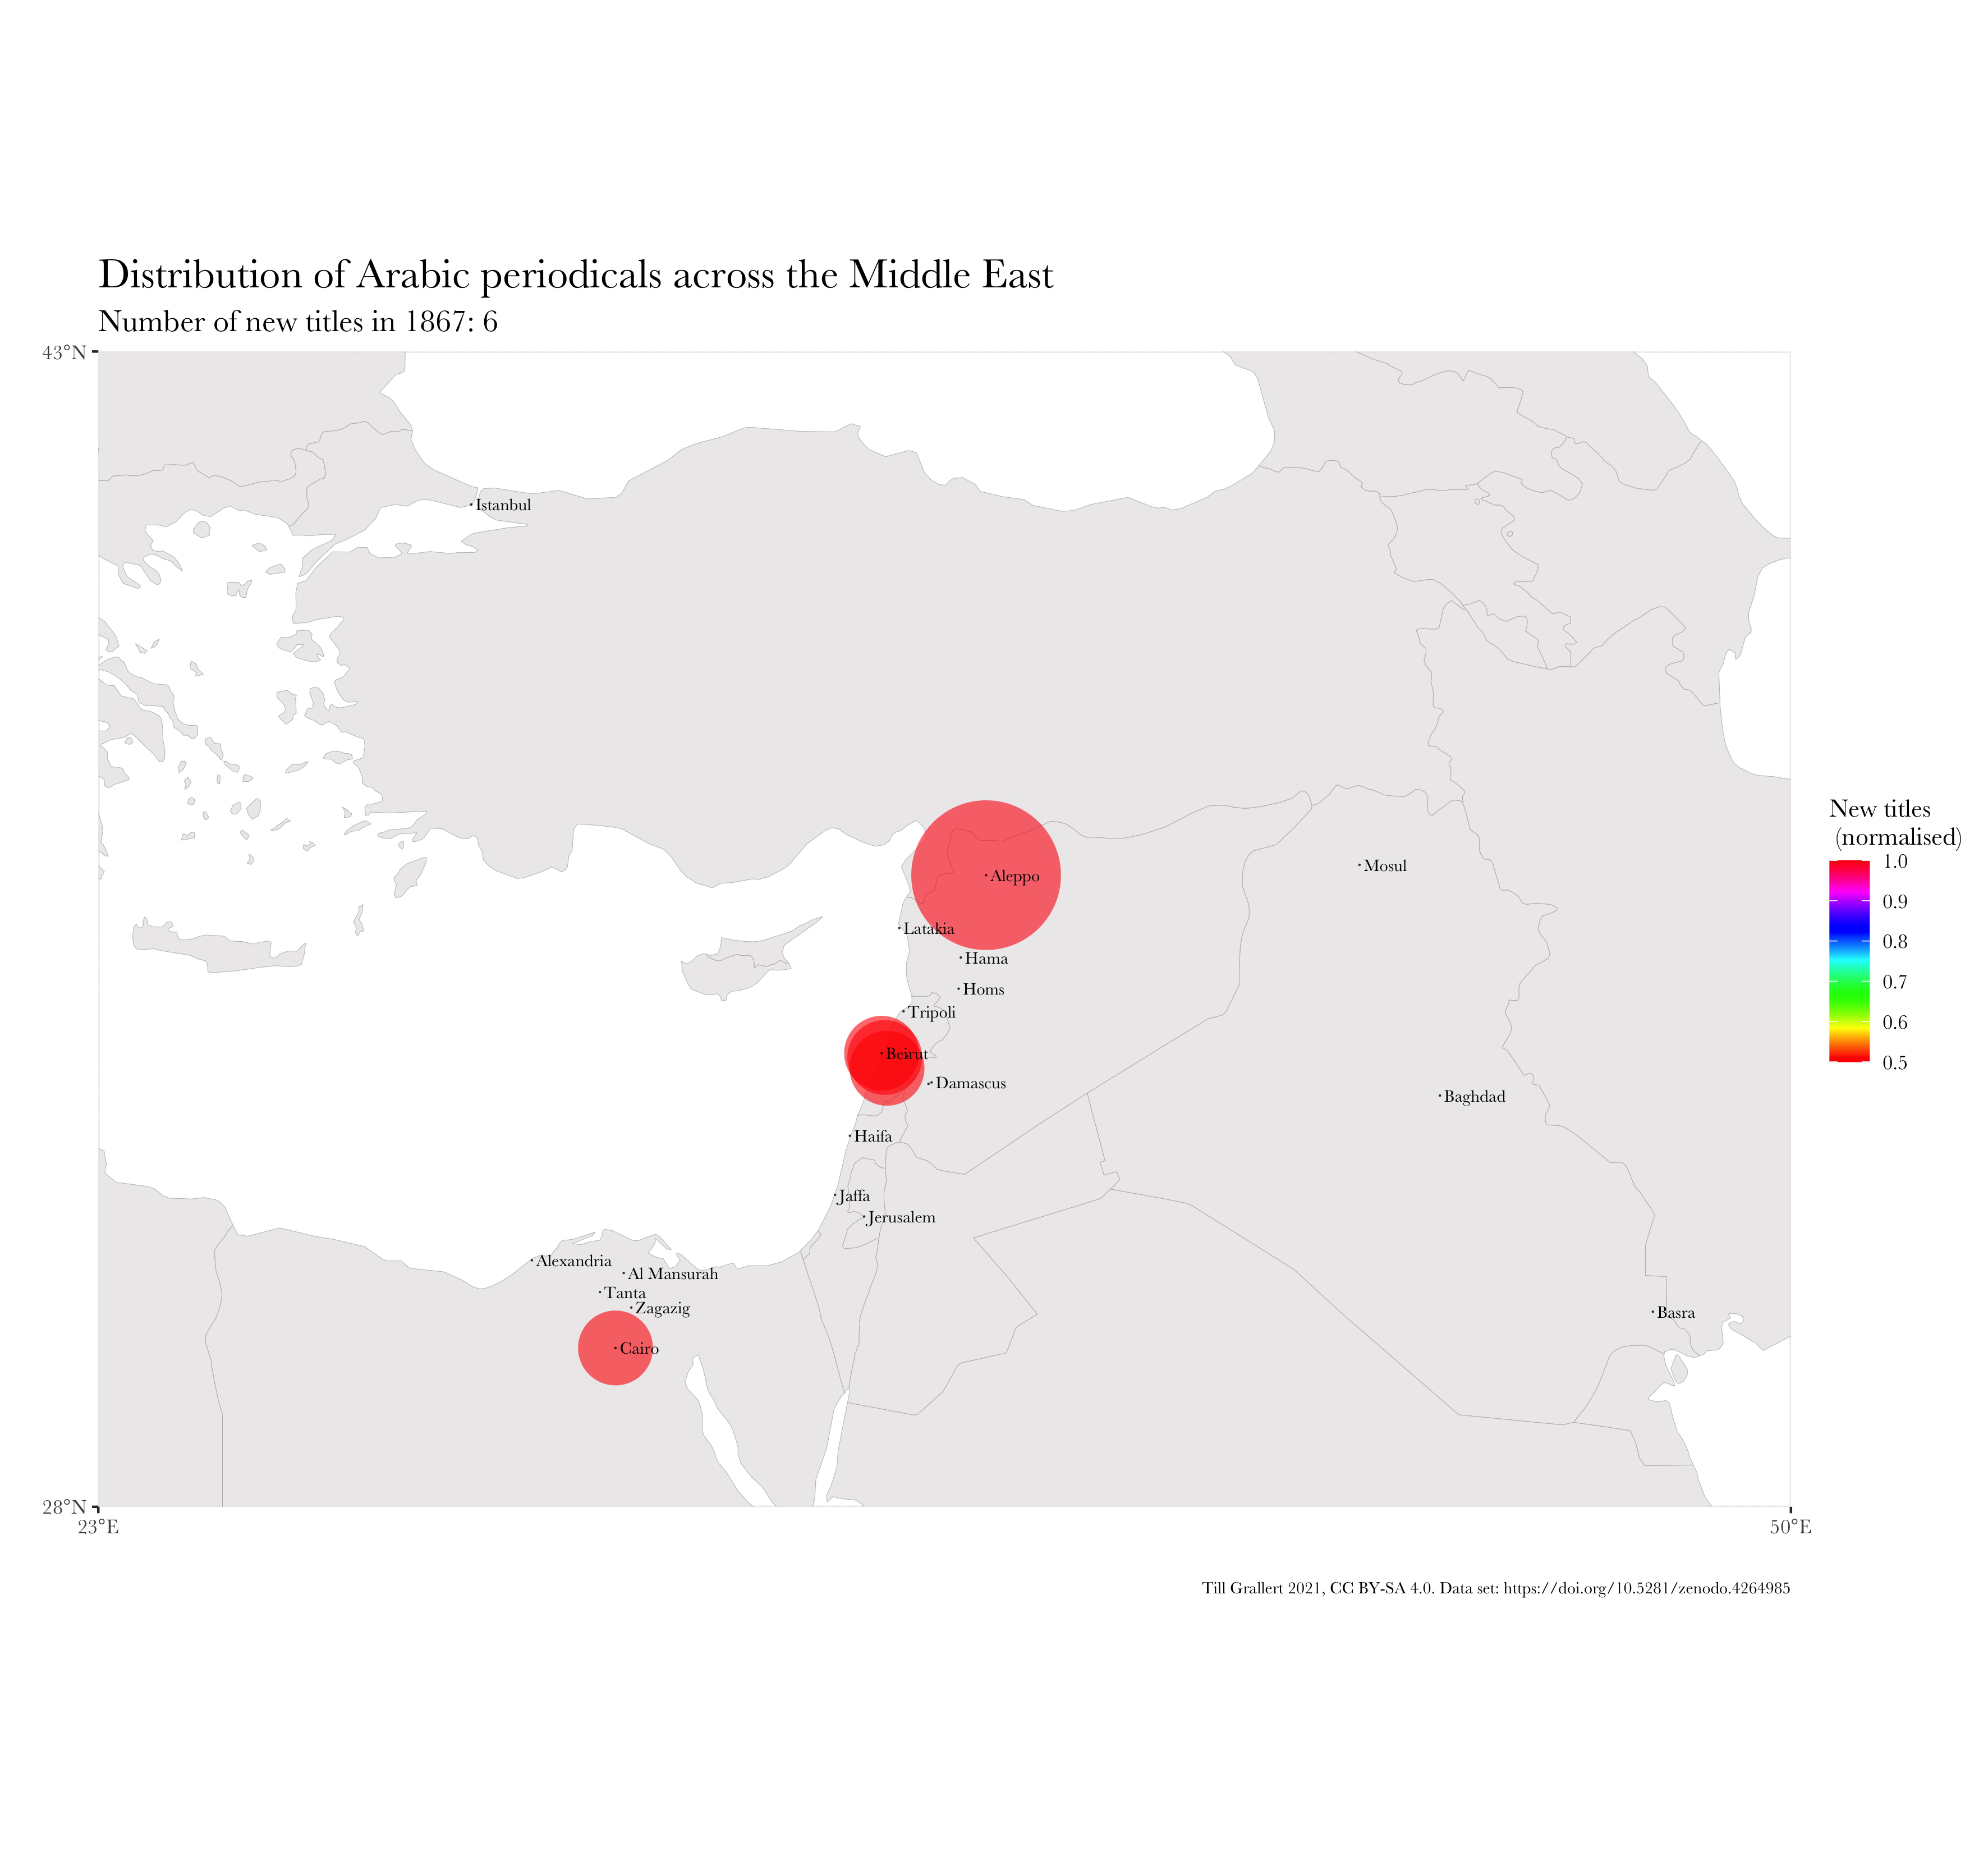 Distribution of Arabic periodicals across the Middle East
Number of new titles in 1867: 6
43°N
Istanbul
New titles
(normalised)
1.0
0.9
0.8
0.7
0.6
0.5
Mosul
Aleppo
Latakia
Hama
Homs
Tripoli
Beirut
Damascus
Baghdad
Haifa
Jaffa
Jerusalem
Alexandria
Al Mansurah
Tanta
Zagazig
Basra
Cairo
28°N
23°E
50°E
Till Grallert 2021, CC BY-SA 4.0. Data set: https://doi.org/10.5281/zenodo.4264985